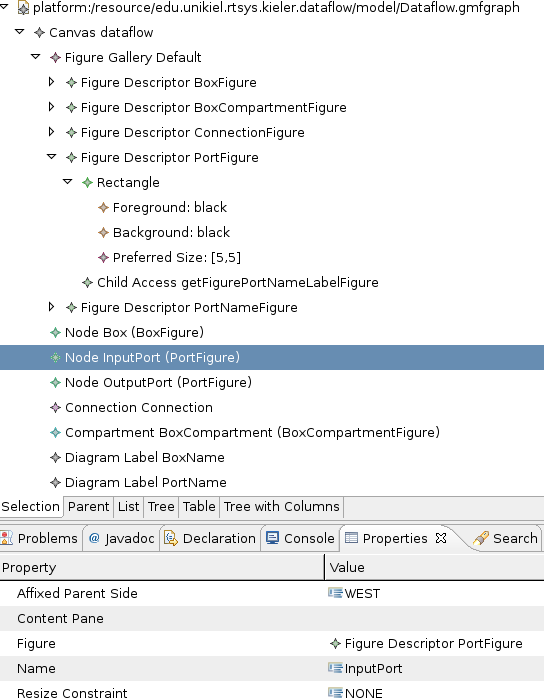 platform:/resource/edu.unikiel.rtsys.kieler.dataflow/model/Dataflow.gmfgraph
Canvas dataflow
Figure Gallery Default
Figure Descriptor BoxFigure
Figure Descriptor BoxCompartmentFigure
Figure Descriptor ConnectionFigure
Figure Descriptor PortFigure
Rectangle
Foreground: black
Background: black
Preferred Size: [5,5]
Child Access getFigurePortNameLabelFigure
Figure Descriptor PortNameFigure
Node Box (BoxFigure)
Node InputPort (PortFigure)
Node OutputPort (PortFigure)
Connection Connection
Compartment BoxCompartment (BoxCompartmentFigure)
Diagram Label BoxName
Diagram Label PortName
Selection Parent List Tree Table Tree with Columns
Problems @ Javadoc Declaration Console Properties Search
Property Value
Affixed Parent Side WEST
Content Pane
Figure Figure Descriptor PortFigure
Name InputPort
Resize Constraint NONE